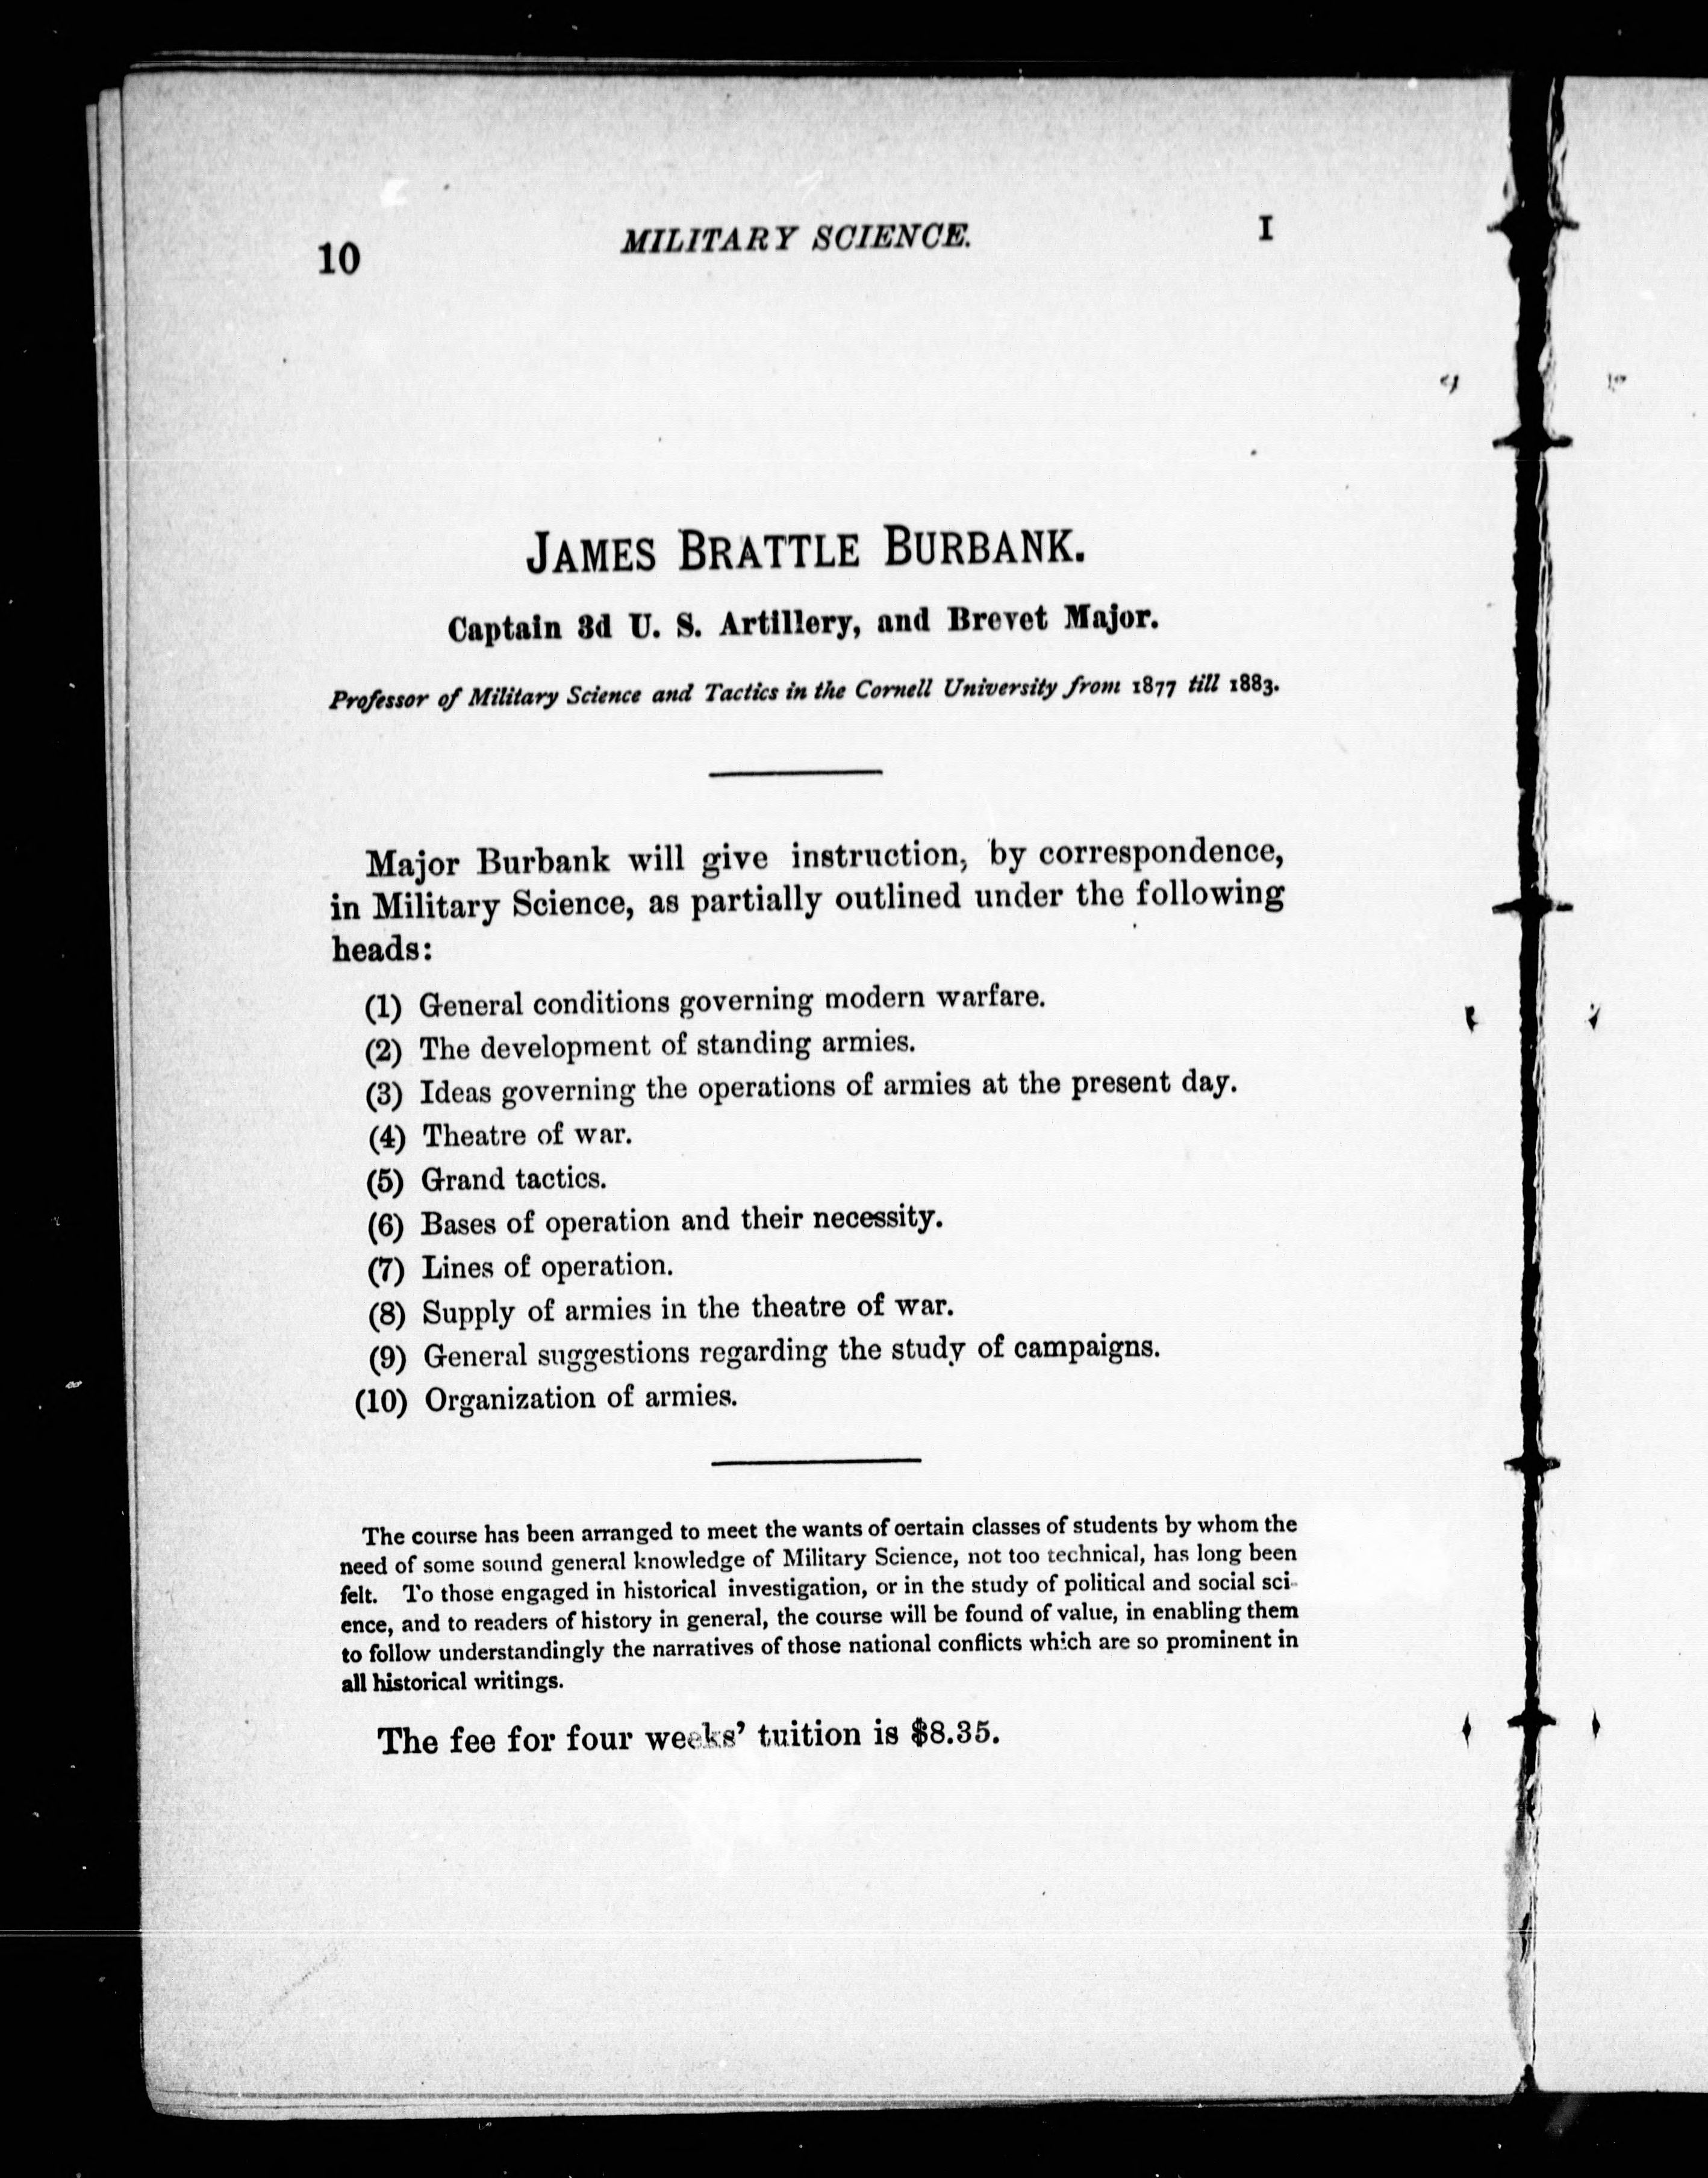 10 MILITARY SCIENCE. I
JAMES BRATTLE BURBANK.
Captain 3d U. S. Artillery, and Brevet Major.
Professor of Military Science and Tactics in the Cornell University from 1877 till 1883.
Major Burbank will give instruction, by correspondence,
in Military Science, as partially outlined under the following
heads:
(1) General conditions governing modern warfare.
(2) The development of standing armies.
(3) Ideas governing the operations of armies at the present day.
(4) Theatre of war.
(5) Grand tactics.
(6) Bases of operation and their necessity.
(7) Lines of operation.
(8) Supply of armies in the theatre of war.
(9) General suggestions regarding the study of campaigns.
(10) Organization of armies.
The course has been arranged to meet the wants of certain classes of students by whom the
need of some sound general knowledge of Military Science, not too technical, has long been
felt. To those engaged in historical investigation, or in the study of political and social sci-
ence, and to readers of history in general, the course will be found of value, in enabling them
to follow understandingly the narratives of those national conflicts which are so prominent in
all historical writings.
The fee for four weeks' tuition is $8.35.